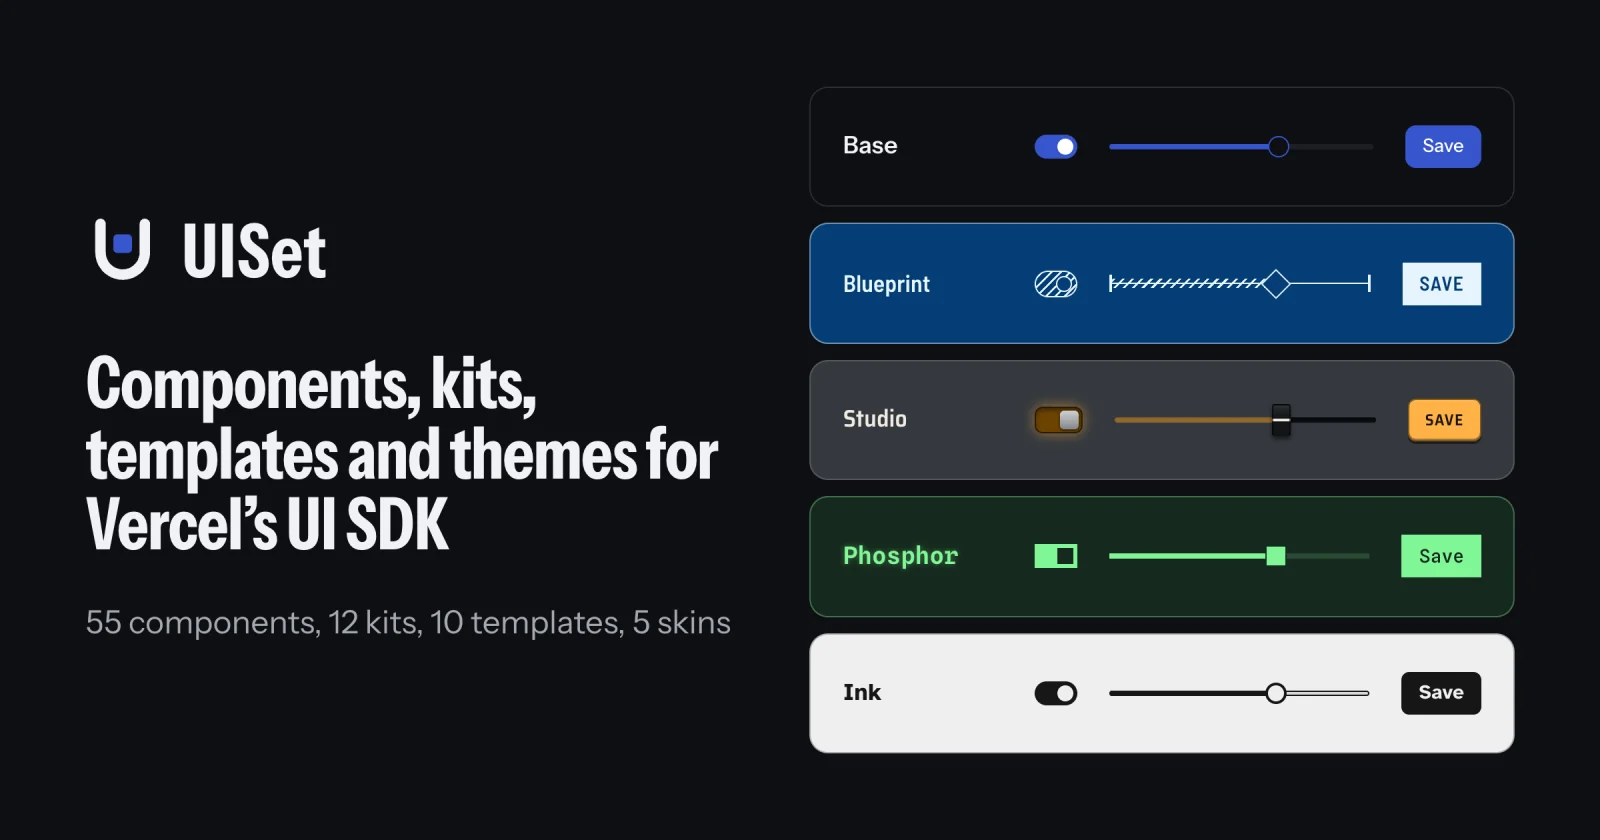 UISet
Components, kits,
templates and themes for
Vercel’s UI SDK
55 components, 12 kits, 10 templates, 5 skins
Base
Save
Blueprint
SAVE
Studio
SAVE
Phosphor
Save
Ink
Save